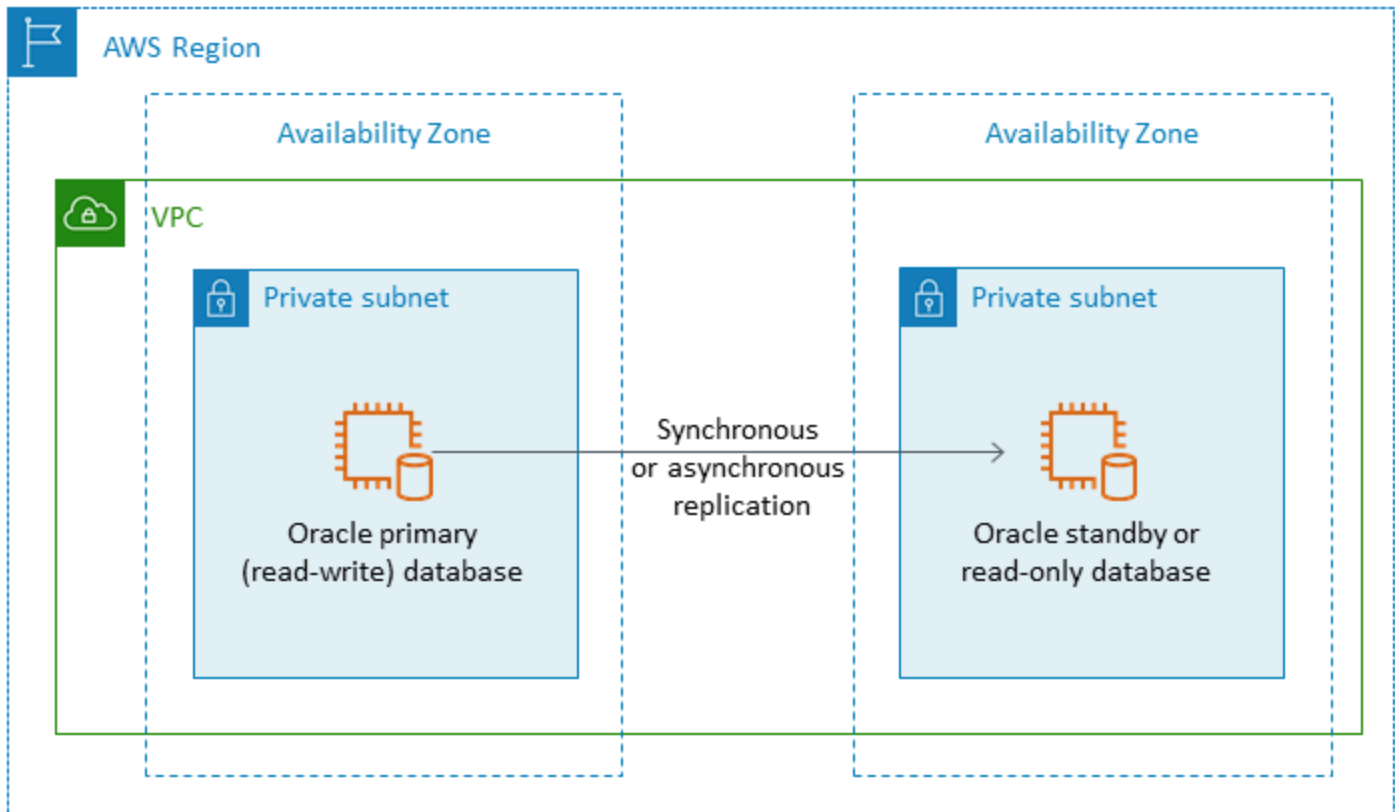 AWS Region
Availability Zone
Availability Zone
VPC
Private subnet
Private subnet
Synchronous
or asynchronous
replication
Oracle primary
(read-write) database
Oracle standby or
read-only database